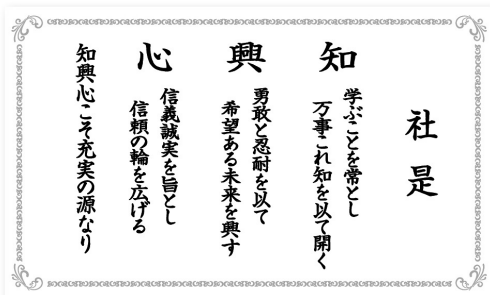 社是
知
学ぶことを常とし
万事これ知を以て開く
興
勇敢と忍耐を以て
希望ある未来を興す
心
信義誠実を旨とし
信頼の輪を広げる
知興心こそ充実の源なり